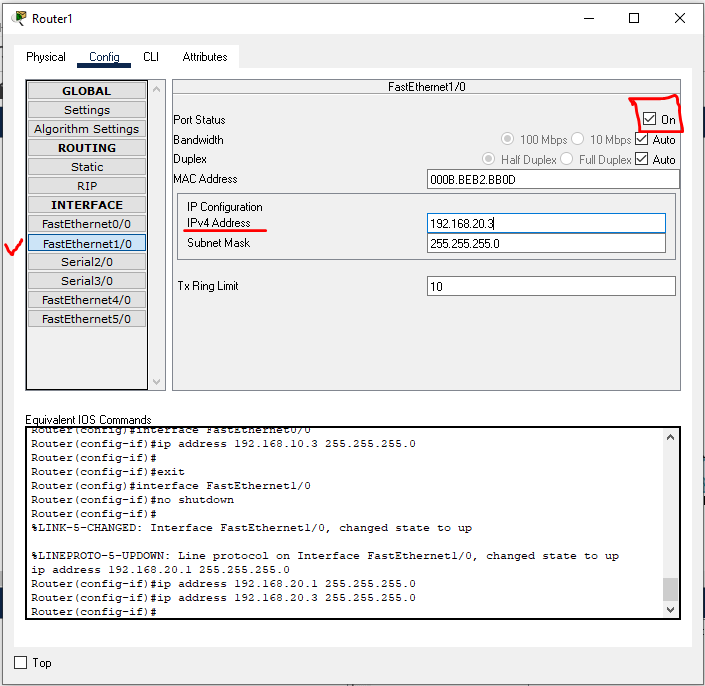 Router1
Physical Config CLI Attributes
GLOBAL
Settings
Algorithm Settings
ROUTING
Static
RIP
INTERFACE
FastEthernet0/0
FastEthernet1/0
Serial2/0
Serial3/0
FastEthernet4/0
FastEthernet5/0
FastEthernet1/0
Port Status On
Bandwidth 100 Mbps 10 Mbps Auto
Duplex Half Duplex Full Duplex Auto
MAC Address 000B.BEB2.BB0D
IP Configuration
IPv4 Address 192.168.20.3
Subnet Mask 255.255.255.0
Tx Ring Limit 10
Equivalent IOS Commands
Router(config)#interface FastEthernet0/0
Router(config-if)#ip address 192.168.10.3 255.255.255.0
Router(config-if)#
Router(config-if)#exit
Router(config)#interface FastEthernet1/0
Router(config-if)#no shutdown
Router(config-if)#
%LINK-5-CHANGED: Interface FastEthernet1/0, changed state to up
%LINEPROTO-5-UPDOWN: Line protocol on Interface FastEthernet1/0, changed state to up
ip address 192.168.20.1 255.255.255.0
Router(config-if)#ip address 192.168.20.1 255.255.255.0
Router(config-if)#ip address 192.168.20.3 255.255.255.0
Router(config-if)#
Top